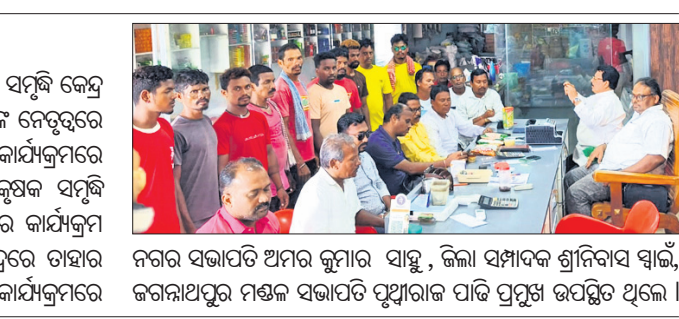 ସମୃଦ୍ଧି କେନ୍ଦ୍ର
ନେତୃତ୍ୱରେ
କାର୍ଯ୍ୟକ୍ରମରେ
କୃଷକ ସମୃଦ୍ଧି
କାର୍ଯ୍ୟକ୍ରମ
ତାହାର
କାର୍ଯ୍ୟକ୍ରମରେ
ନଗର ସଭାପତି ଅମର କୁମାର ସାହୁ , ଜିଲା ସମ୍ପାଦକ ଶ୍ରୀନିବାସ ସ୍ୱାଇଁ,
ଜଗନ୍ନାଥପୁର ମଣ୍ଡଳ ସଭାପତି ପୃଥ୍ୱୀରାଜ ପାଢି ପ୍ରମୁଖ ଉପସ୍ଥିତ ଥିଲେ ।